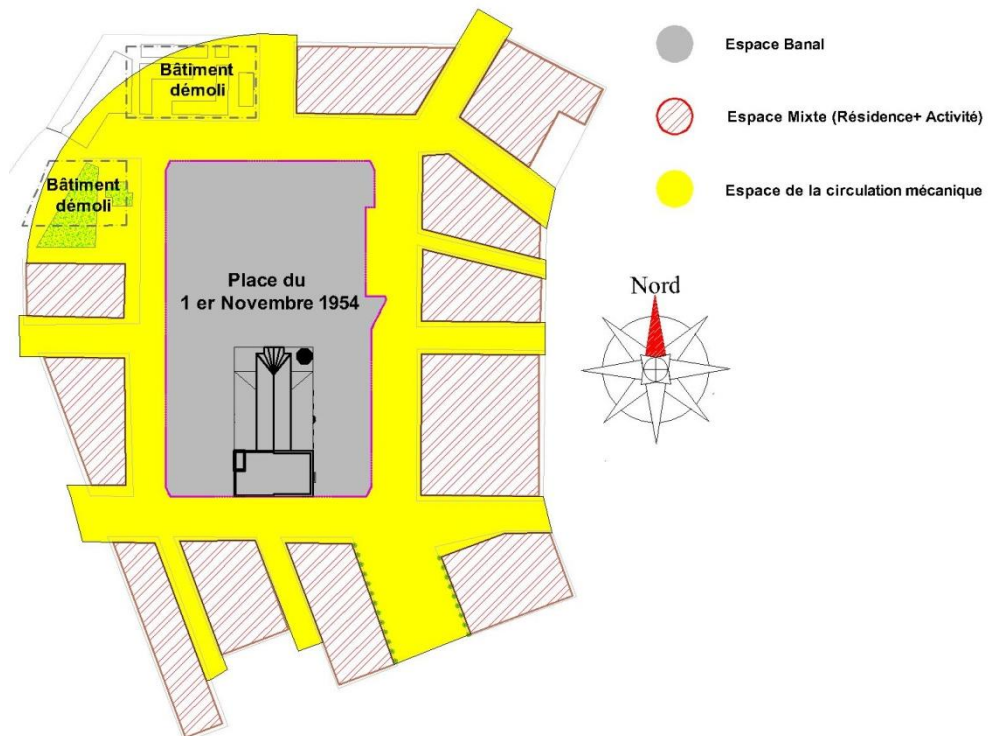 Bâtiment
démoli
Bâtiment
démoli
Place du
1 er Novembre 1954
Espace Banal
Espace Mixte (Résidence+ Activité)
Espace de la circulation mécanique
Nord